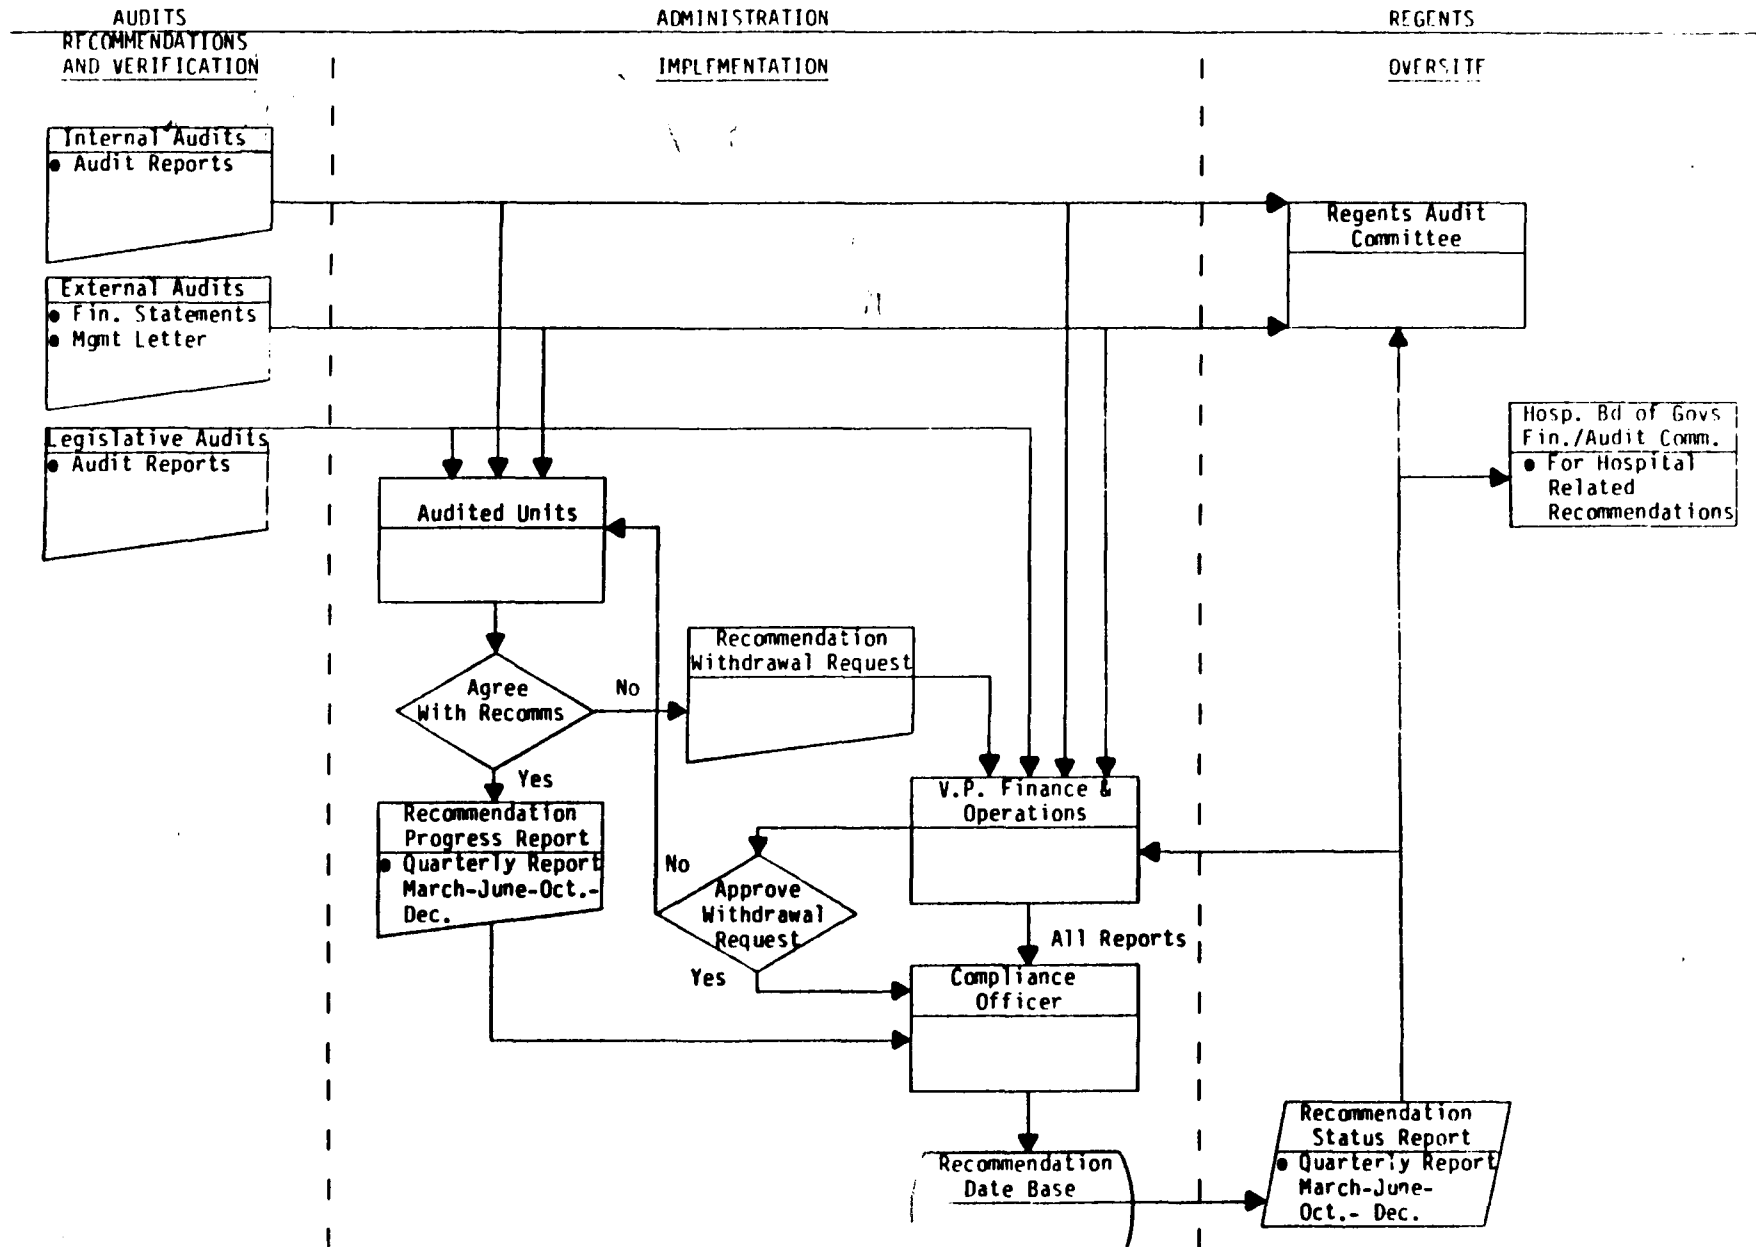 AUDITS
ADMINISTRATION
REGENTS
RECOMMENDATIONS
AND VERIFICATION
IMPLEMENTATION
OVERSITE
Internal Audits
• Audit Reports
Regents Audit
Committee
External Audits
• Fin. Statements
• Mgmt Letter
Hosp. Bd of Govs
Fin./Audit Comm.
• For Hospital
Related
Recommendations
Legislative Audits
• Audit Reports
Audited Units
Recommendation
Withdrawal Request
Agree
With Recomms
No
Yes
V.P. Finance &
Operations
Recommendation
Progress Report
• Quarterly Report
March-June-Oct.-
Dec.
No
Approve
Withdrawal
Request
Yes
All Reports
Compliance
Officer
Recommendation
Date Base
Recommendation
Status Report
• Quarterly Report
March-June-
Oct.- Dec.